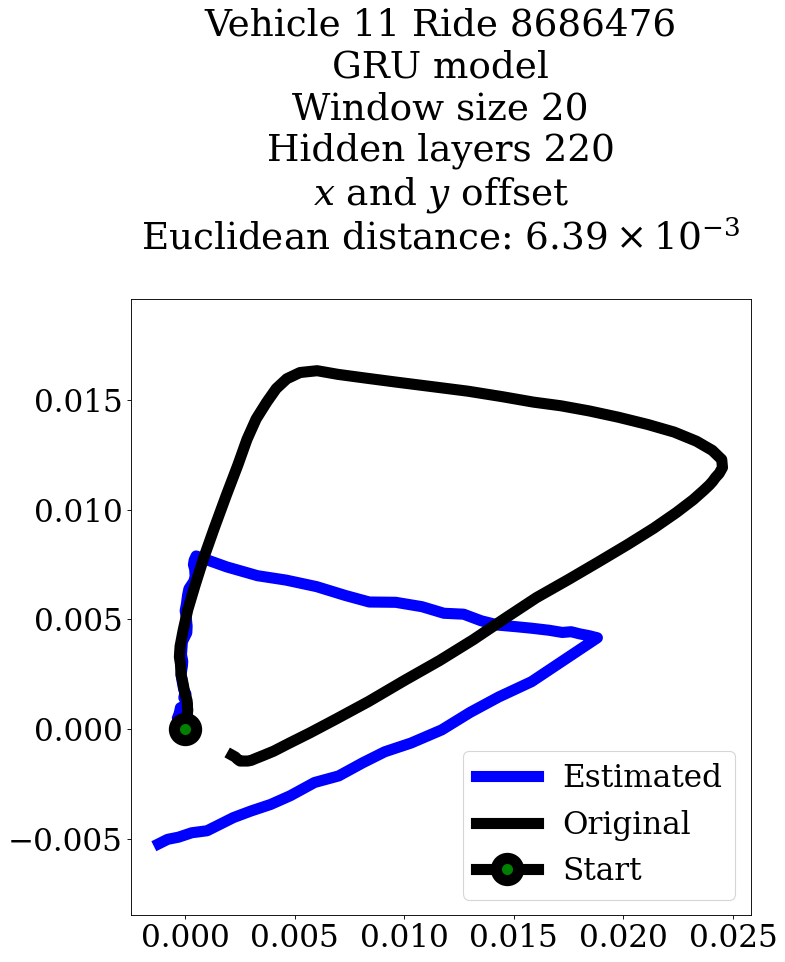 Vehicle 11 Ride 8686476
GRU model
Window size 20
Hidden layers 220
x and y offset
Euclidean distance: 6.39 × 10⁻³
0.015
0.010
0.005
0.000
−0.005
Estimated
Original
Start
0.000 0.005 0.010 0.015 0.020 0.025